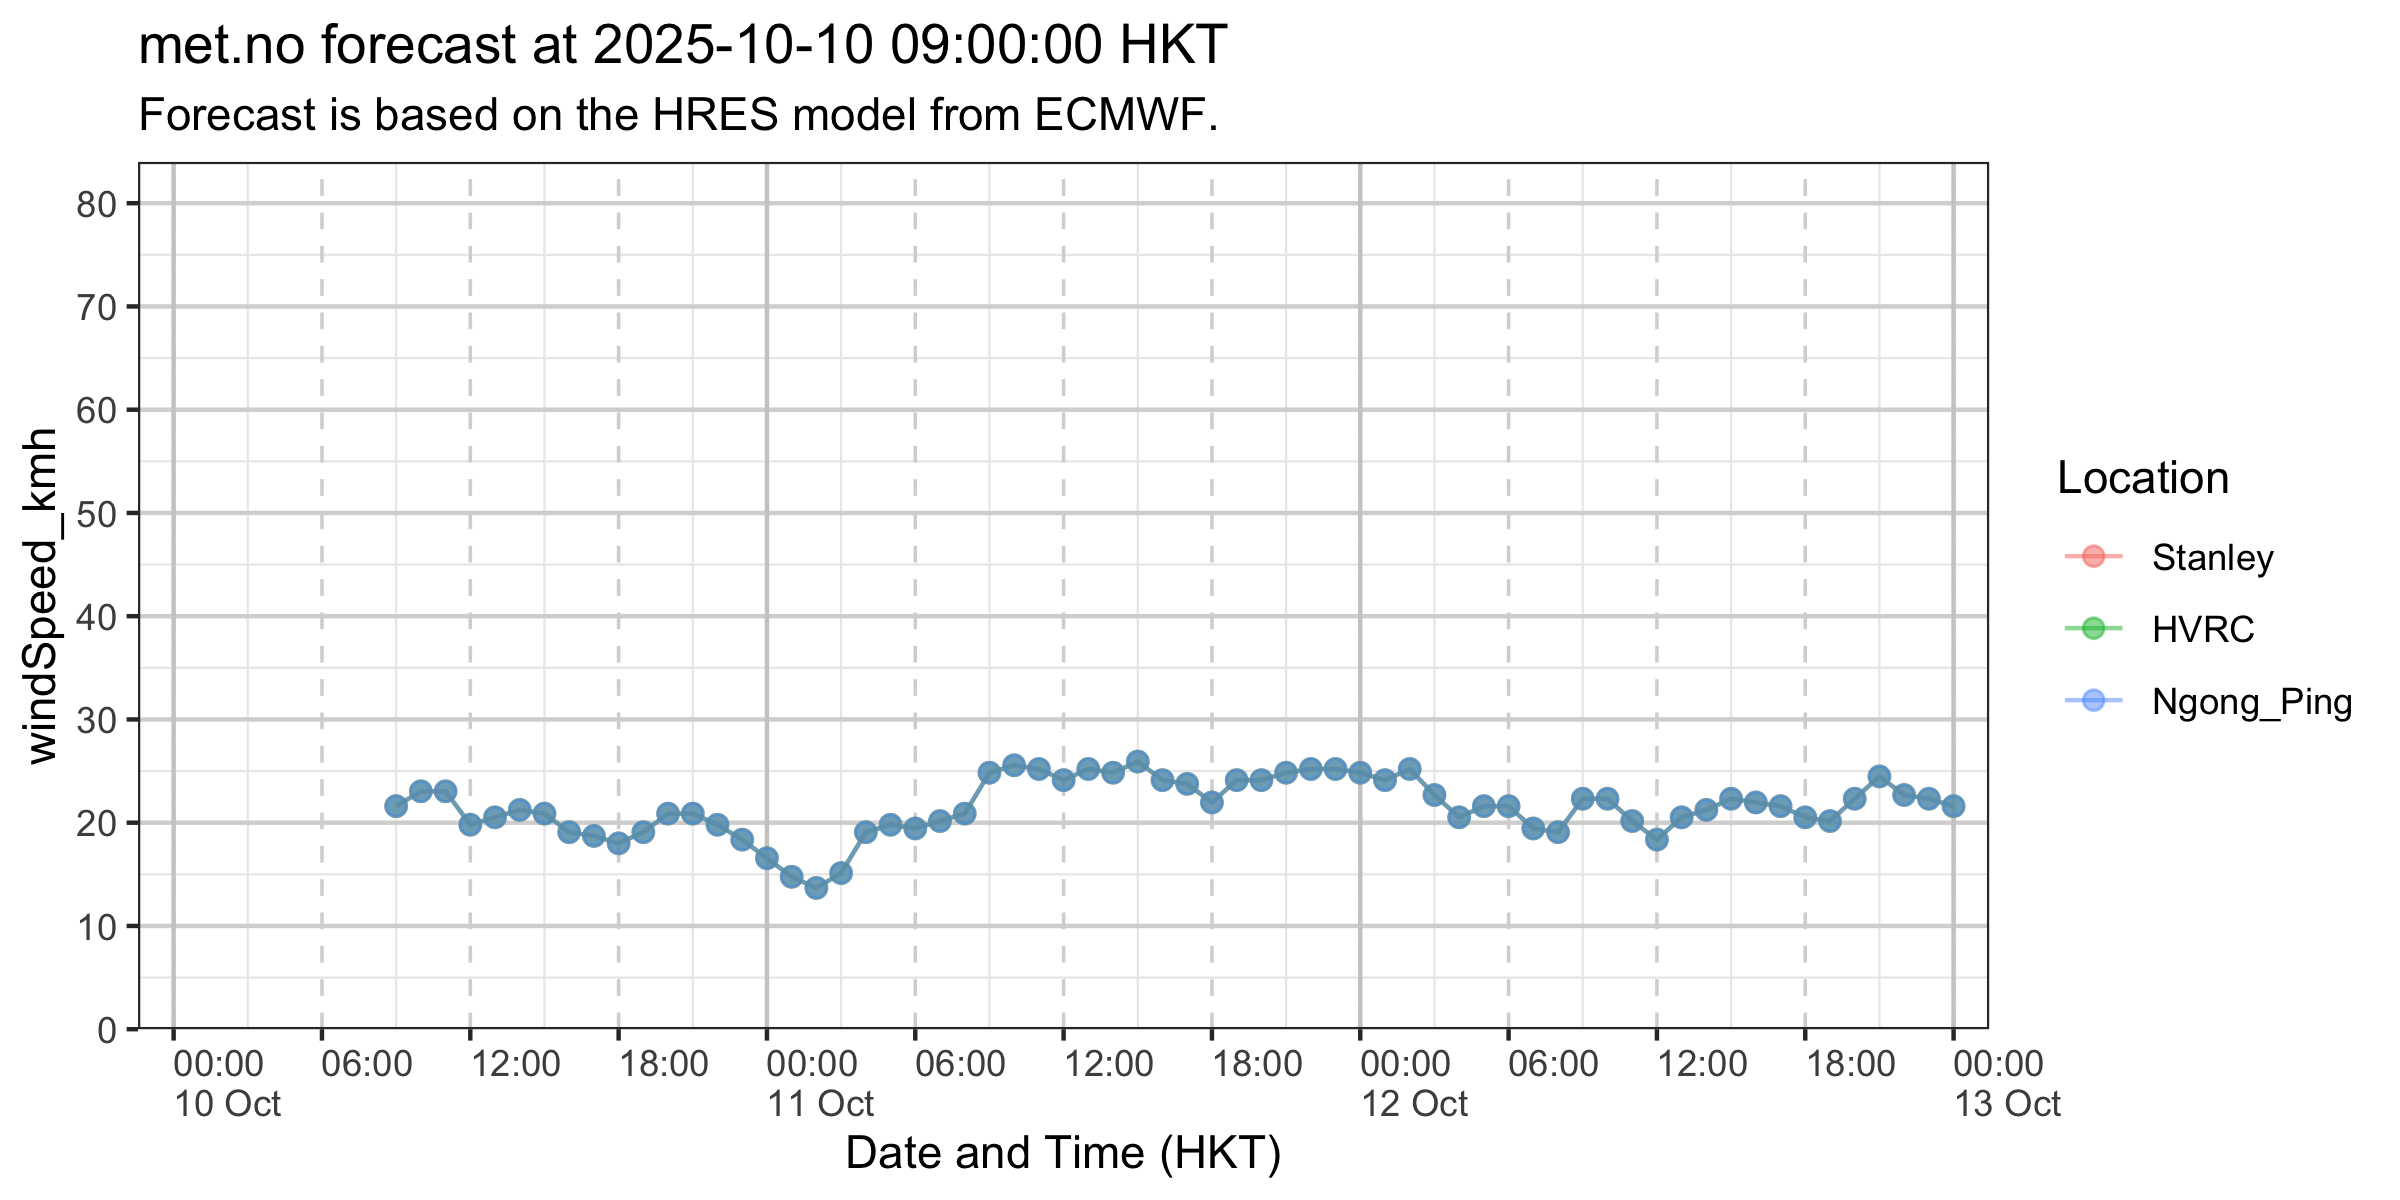 met.no forecast at 2025-10-10 09:00:00 HKT
Forecast is based on the HRES model from ECMWF.
windSpeed_kmh
80
70
60
50
40
30
20
10
0
00:00 06:00 12:00 18:00 00:00 06:00 12:00 18:00 00:00 06:00 12:00 18:00 00:00
10 Oct 11 Oct 12 Oct 13 Oct
Date and Time (HKT)
Location
Stanley
HVRC
Ngong_Ping